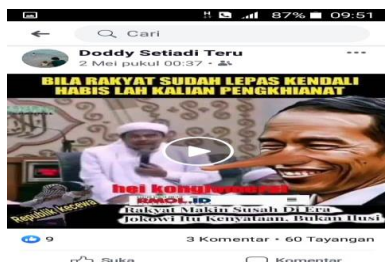 87% 09:51
Cari
Doddy Setiadi Teru
2 Mei pukul 00:37
BILA RAKYAT SUDAH LEPAS KENDALI
HABIS LAH KALIAN PENGKHIANAT
hei konglomerat
RMOL.ID
Republik kecewa
Rakyat Makin Susah Di Era
Jokowi Itu Kenyataan, Bukan Ilusi
9
3 Komentar • 60 Tayangan
Suka
Komentar